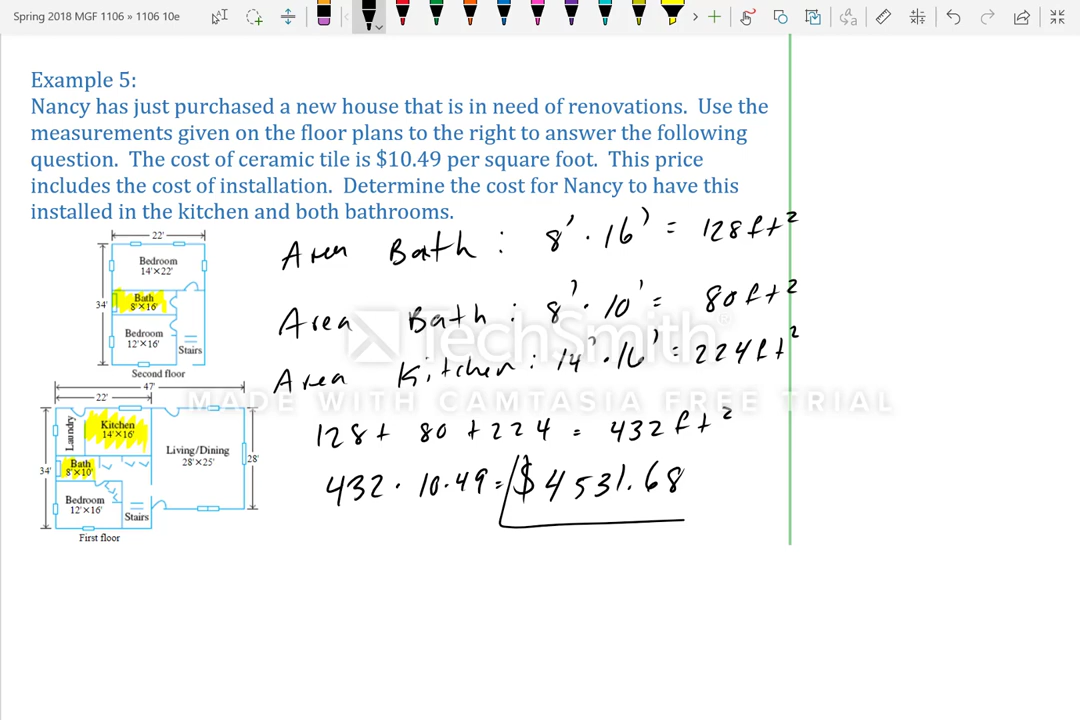 Spring 2018 MGF 1106 » 1106 10e
Example 5:
Nancy has just purchased a new house that is in need of renovations. Use the
measurements given on the floor plans to the right to answer the following
question. The cost of ceramic tile is $10.49 per square foot. This price
includes the cost of installation. Determine the cost for Nancy to have this
installed in the kitchen and both bathrooms.
Area Bath : 8' · 16' = 128 ft²
Area Bath : 8' · 10' = 80 ft²
Area Kitchen : 14' · 16' = 224 ft²
128 + 80 + 224 = 432 ft²
432 · 10.49 = $4531.68
22'
Bedroom
14'×22'
34'
Bath
8'×16'
Bedroom
12'×16'
Stairs
Second floor
47'
22'
Laundry
Kitchen
14'×16'
Living/Dining
28'×25'
28'
34'
Bath
8'×10'
Bedroom
12'×16'
Stairs
First floor
TechSmith
MADE WITH CAMTASIA FREE TRIAL